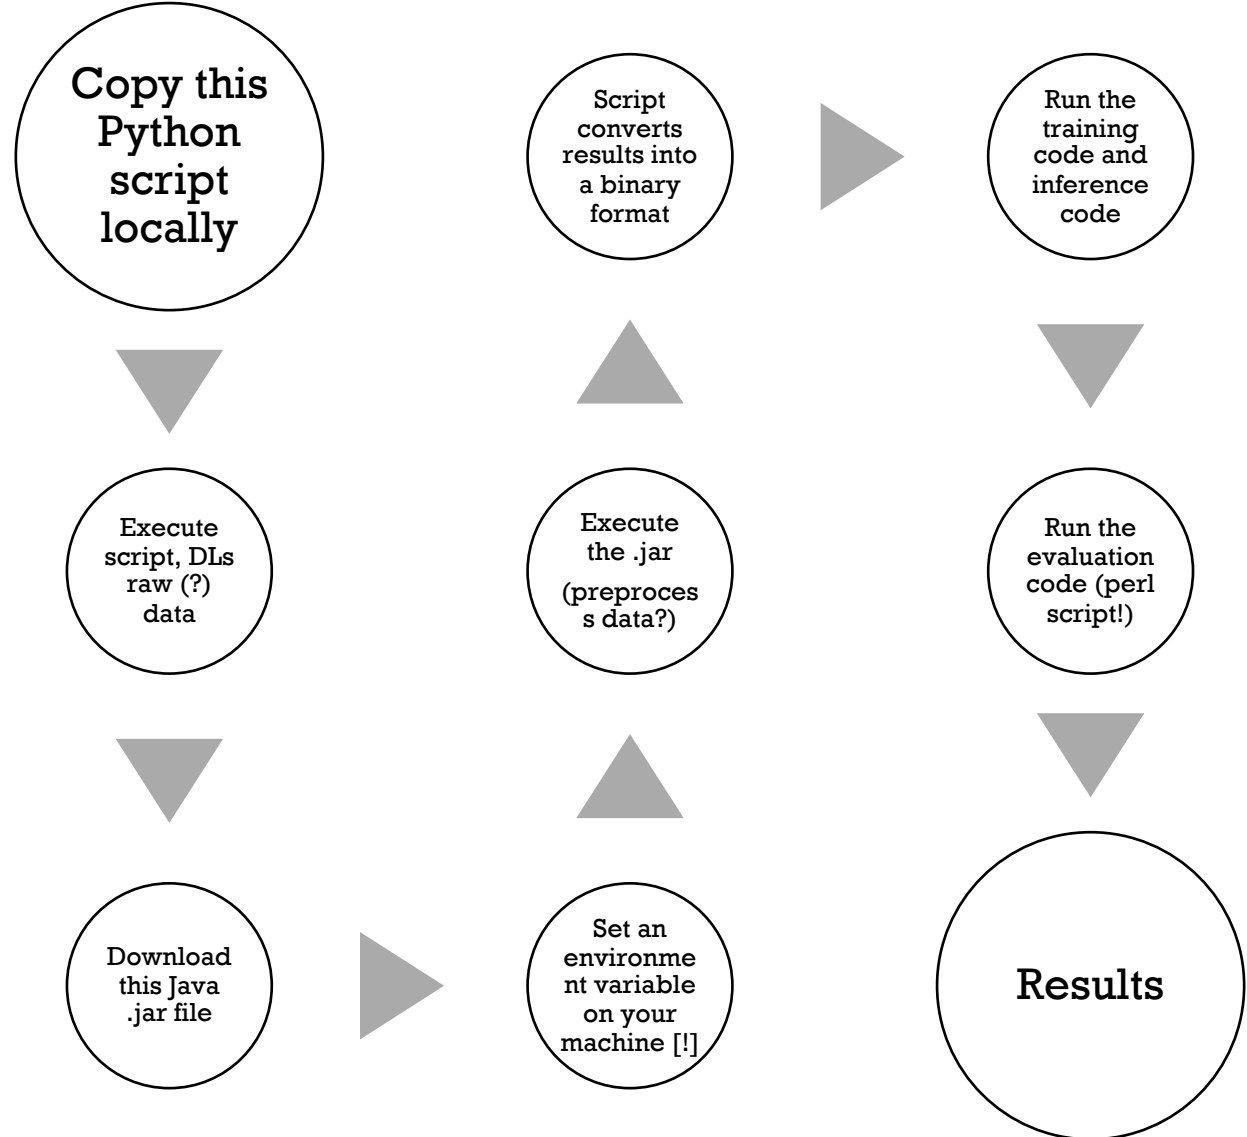 Copy this
Python
script
locally
Execute
script, DLs
raw (?)
data
Download
this Java
.jar file
Set an
environme
nt variable
on your
machine [!]
Execute
the .jar
(preproces
s data?)
Script
converts
results into
a binary
format
Run the
training
code and
inference
code
Run the
evaluation
code (perl
script!)
Results